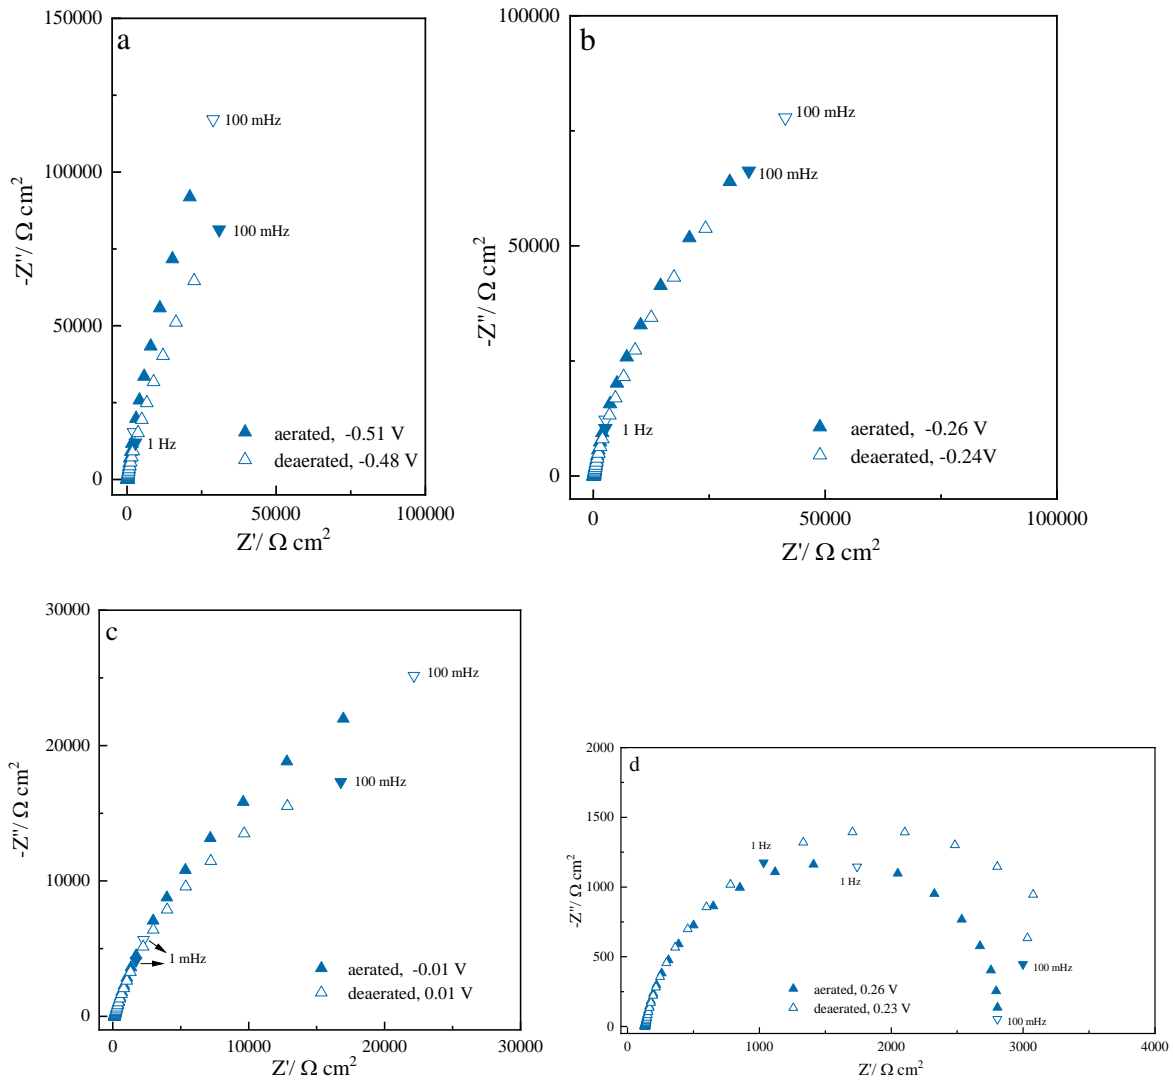 a
150000
100000
50000
0
-Z''/ Ω cm²
100 mHz
100 mHz
1 Hz
aerated, -0.51 V
deaerated, -0.48 V
0 50000 100000
Z'/ Ω cm²
b
100000
50000
0
-Z''/ Ω cm²
100 mHz
100 mHz
1 Hz
aerated, -0.26 V
deaerated, -0.24V
0 50000 100000
Z'/ Ω cm²
c
30000
20000
10000
0
-Z''/ Ω cm²
100 mHz
100 mHz
1 mHz
aerated, -0.01 V
deaerated, 0.01 V
0 10000 20000 30000
Z'/ Ω cm²
d
2000
1500
1000
500
0
-Z''/ Ω cm²
1 Hz
1 Hz
100 mHz
100 mHz
aerated, 0.26 V
deaerated, 0.23 V
0 1000 2000 3000 4000
Z'/ Ω cm²